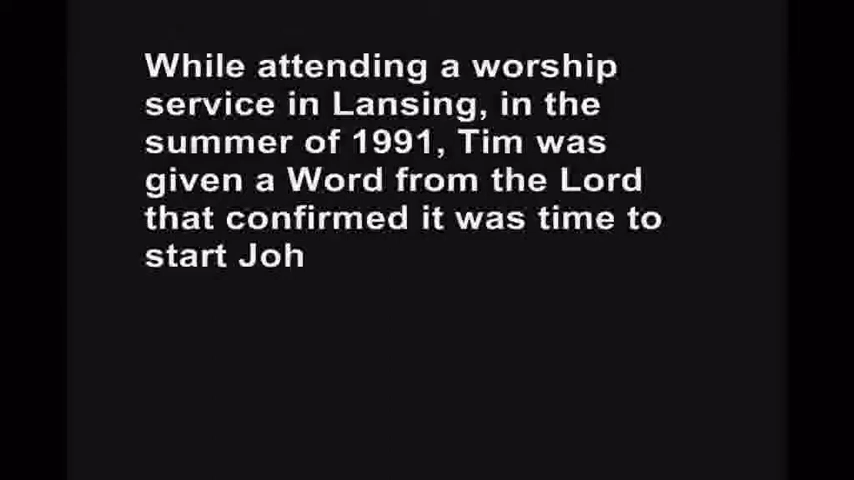 While attending a worship
service in Lansing, in the
summer of 1991, Tim was
given a Word from the Lord
that confirmed it was time to
start Joh